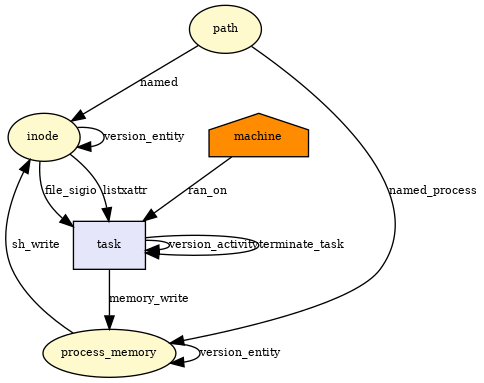 path
named
inode
version_entity
machine
file_sigio
listxattr
ran_on
named_process
sh_write
task
version_activity
terminate_task
memory_write
process_memory
version_entity